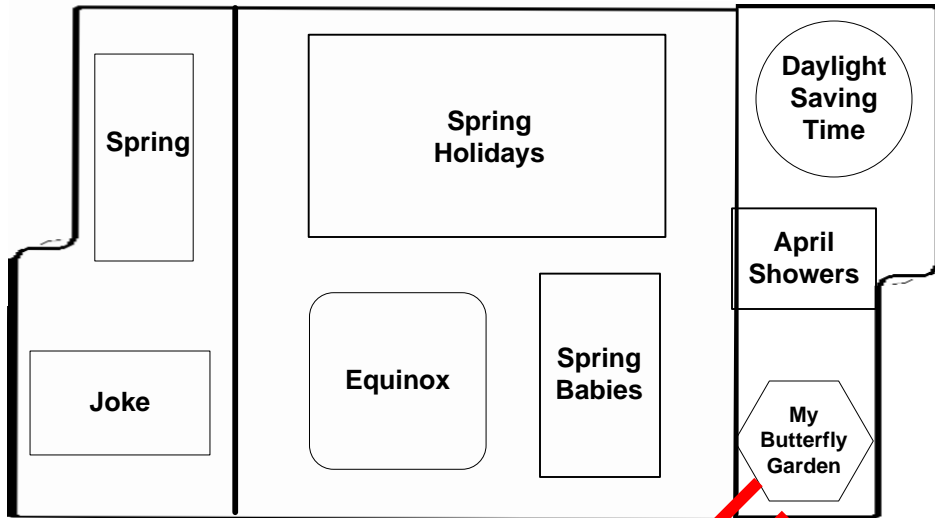 Spring
Joke
Spring
Holidays
Equinox
Spring
Babies
Daylight
Saving
Time
April
Showers
My
Butterfly
Garden